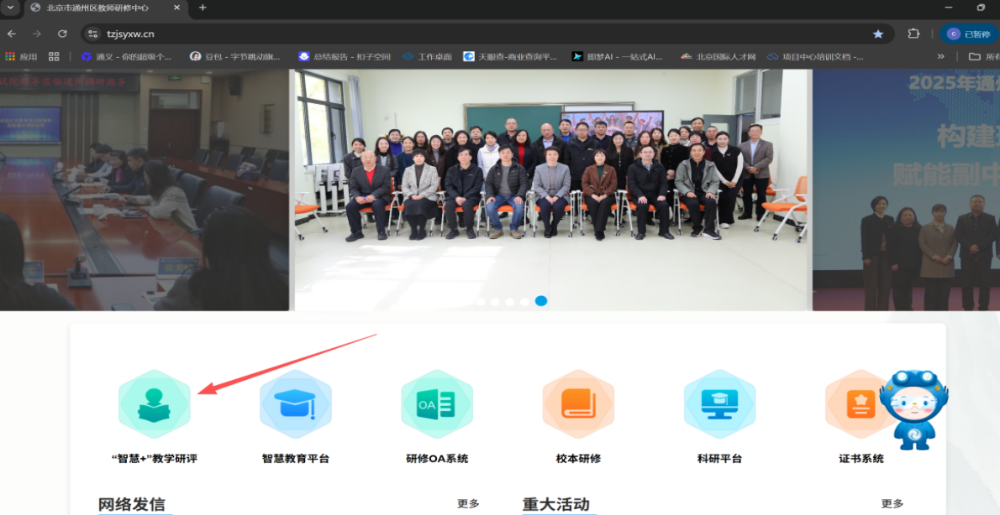 北京市通州区教师研修中心
tzjsyxw.cn
已暂停
应用
通义 - 你的超级个...
豆包 - 字节跳动旗...
总结报告 - 扣子空间
工作桌面
天眼查-商业查询平...
即梦AI - 一站式AI...
北京国际人才网
项目中心培训文档 -...
所有
2025年通州
构建
赋能副中
OA
“智慧+”教学研评
智慧教育平台
研修OA系统
校本研修
科研平台
证书系统
网络发信
更多
重大活动
更多